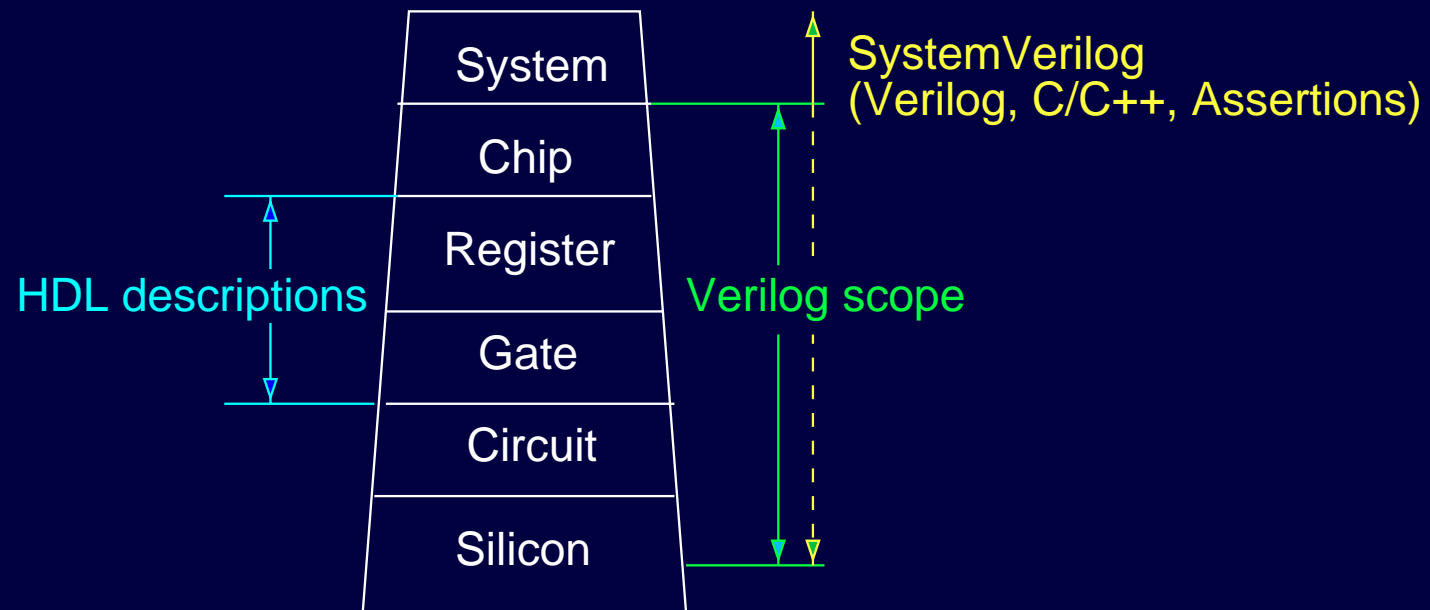 System
SystemVerilog
(Verilog, C/C++, Assertions)
Chip
Register
HDL descriptions
Verilog scope
Gate
Circuit
Silicon